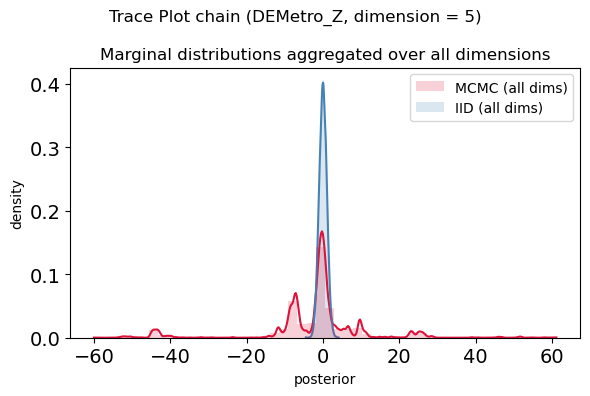 Trace Plot chain (DEMetro_Z, dimension = 5)
Marginal distributions aggregated over all dimensions
MCMC (all dims)
IID (all dims)
density
0.4
0.3
0.2
0.1
0.0
−60 −40 −20 0 20 40 60
posterior